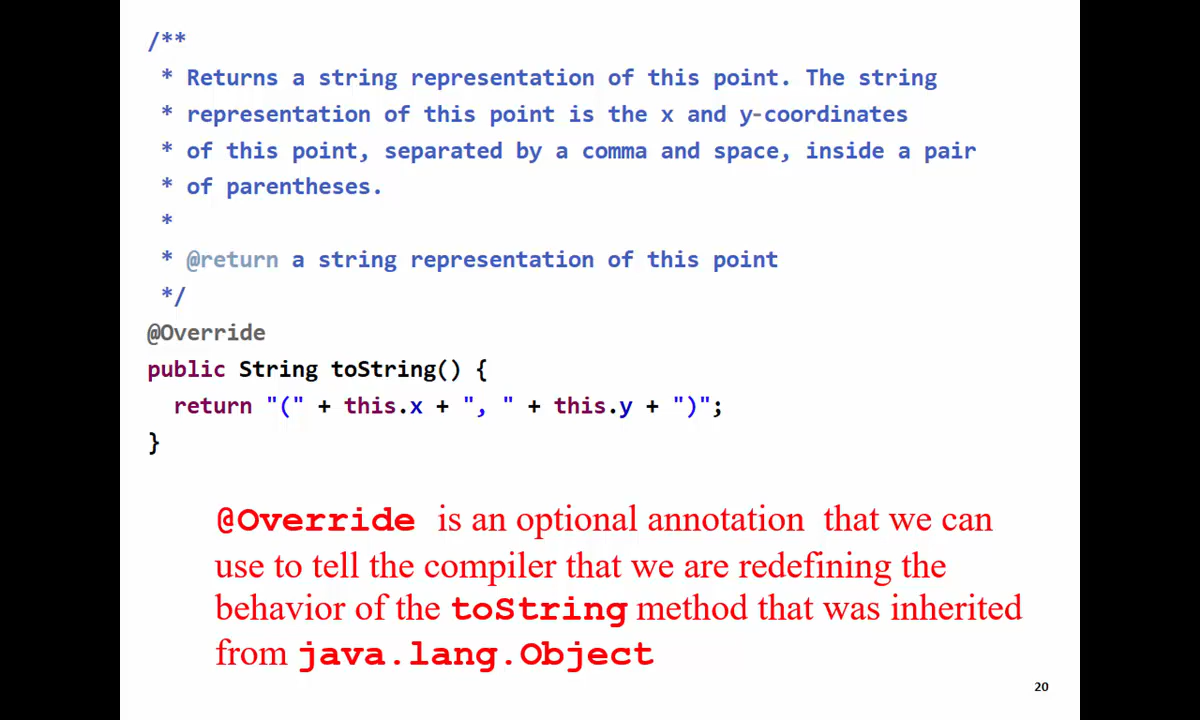 /**
* Returns a string representation of this point. The string
* representation of this point is the x and y-coordinates
* of this point, separated by a comma and space, inside a pair
* of parentheses.
*
* @return a string representation of this point
*/
@Override
public String toString() {
return "(" + this.x + ", " + this.y + ")";
}
@Override is an optional annotation that we can
use to tell the compiler that we are redefining the
behavior of the toString method that was inherited
from java.lang.Object
20